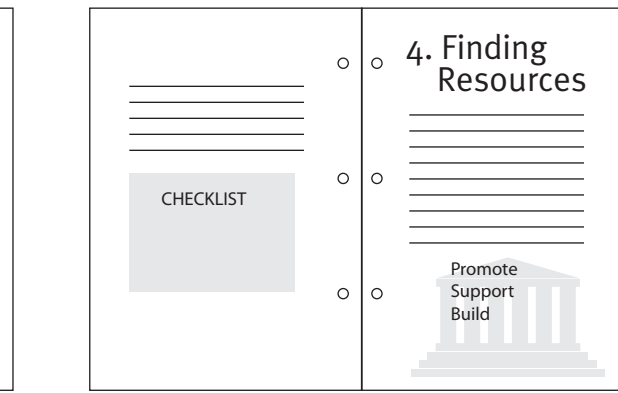 CHECKLIST
4. Finding
Resources
Promote
Support
Build